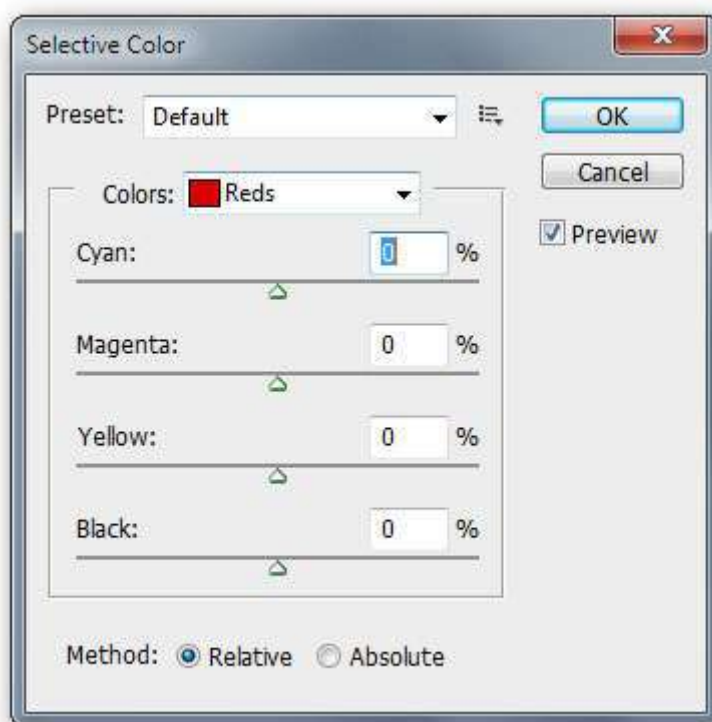 Selective Color
Preset: Default
OK
Colors: Reds
Cancel
Preview
Cyan: 0 %
Magenta: 0 %
Yellow: 0 %
Black: 0 %
Method: Relative Absolute